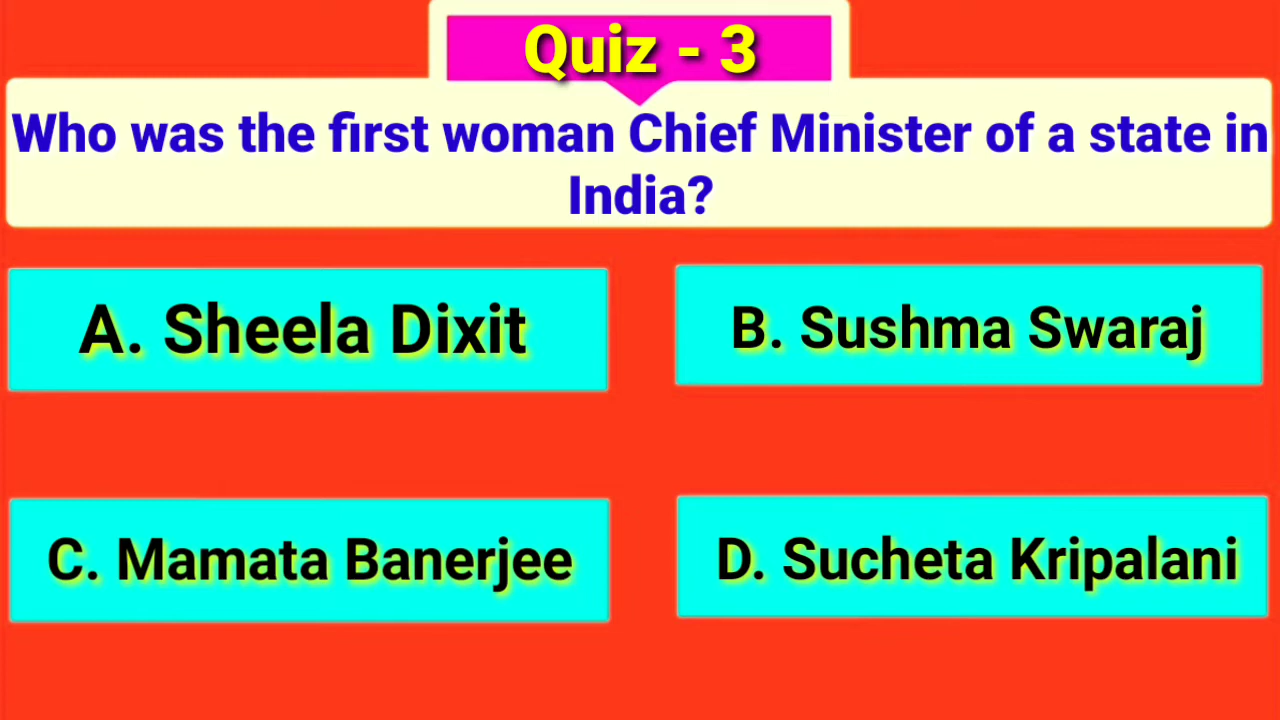 Quiz - 3
Who was the first woman Chief Minister of a state in
India?
A. Sheela Dixit
B. Sushma Swaraj
C. Mamata Banerjee
D. Sucheta Kripalani